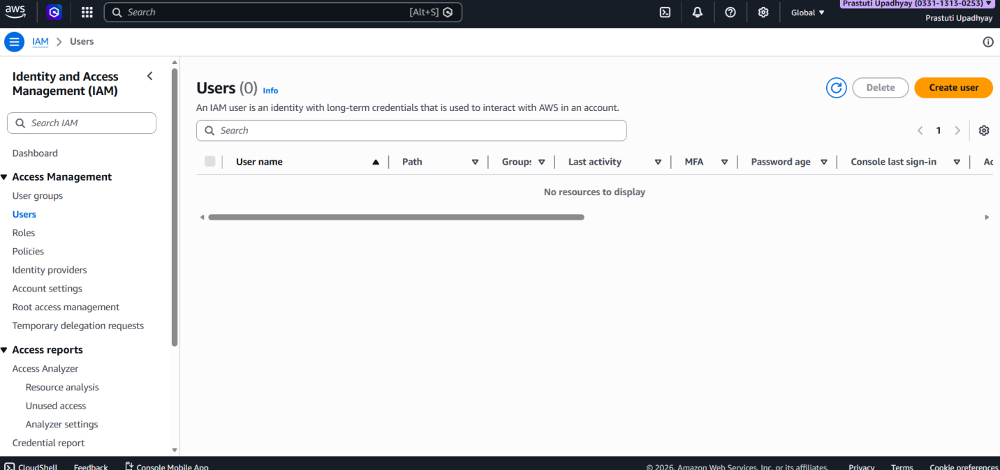 aws
Search [Alt+S]
Global
Prastuti Upadhyay (0331-1313-0253)
Prastuti Upadhyay
IAM Users
Identity and Access
Management (IAM)
Search IAM
Dashboard
Access Management
User groups
Users
Roles
Policies
Identity providers
Account settings
Root access management
Temporary delegation requests
Access reports
Access Analyzer
Resource analysis
Unused access
Analyzer settings
Credential report
Users (0) Info
Delete
Create user
An IAM user is an identity with long-term credentials that is used to interact with AWS in an account.
Search
1
User name Path Groups Last activity MFA Password age Console last sign-in Ac
No resources to display
CloudShell Feedback Console Mobile App
© 2026, Amazon Web Services, Inc. or its affiliates. Privacy Terms Cookie preferences